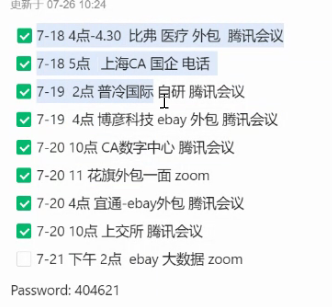 更新于 07-26 10:24
7-18 4点-4.30 比弗 医疗 外包 腾讯会议
7-18 5点 上海CA 国企 电话
7-19 2点 普冷国际 自研 腾讯会议
7-19 4点 博彦科技 ebay 外包 腾讯会议
7-20 10点 CA数字中心 腾讯会议
7-20 11 花旗外包一面 zoom
7-20 4点 宜通-ebay外包 腾讯会议
7-20 10点 上交所 腾讯会议
7-21 下午 2点 ebay 大数据 zoom
Password: 404621